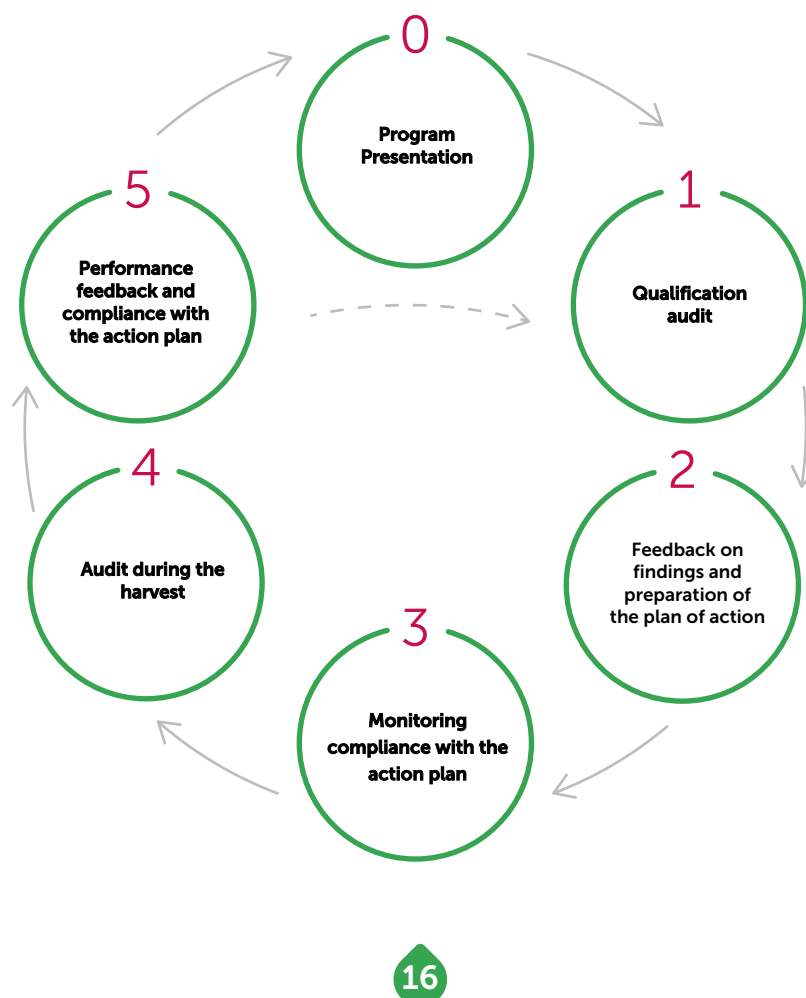 0
Program
Presentation
1
Qualification
audit
2
Feedback on
findings and
preparation of
the plan of action
3
Monitoring
compliance with the
action plan
4
Audit during the
harvest
5
Performance
feedback and
compliance with
the action plan
16